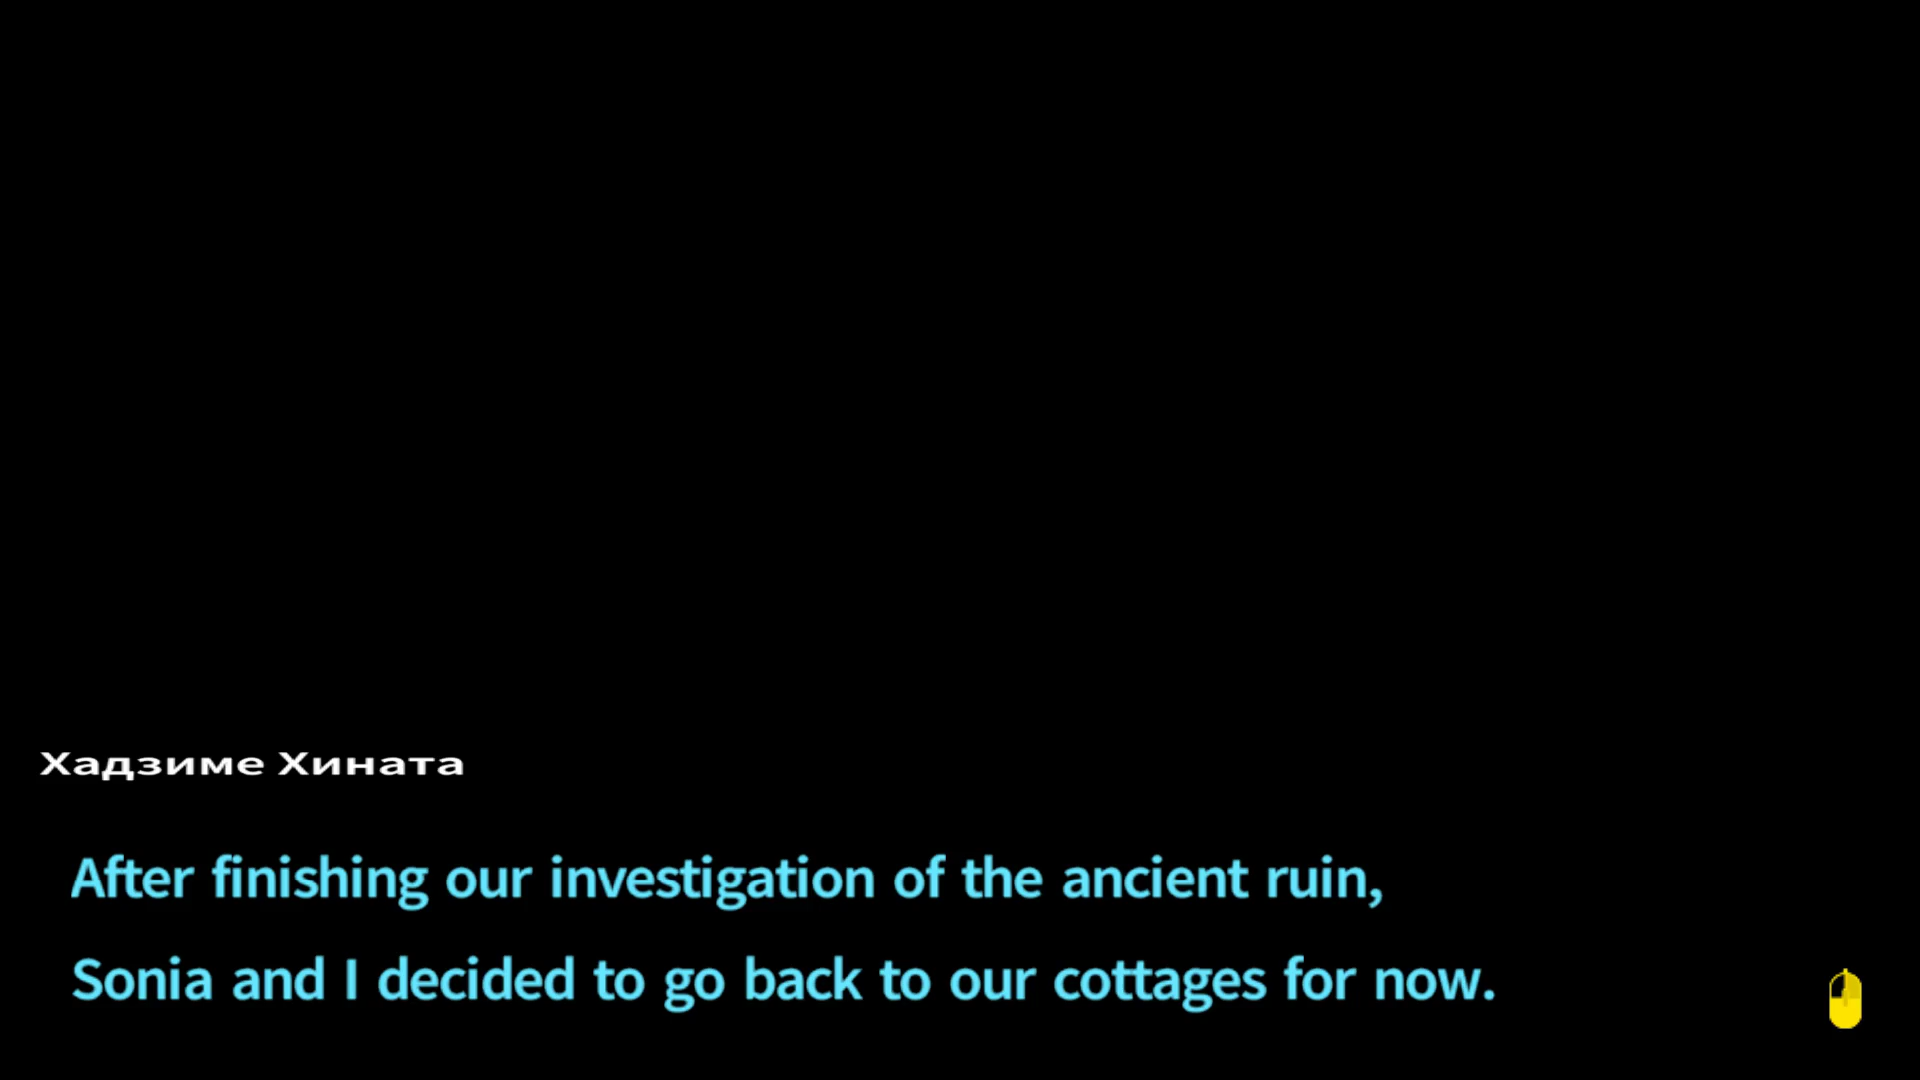 Хадзиме Хината
After finishing our investigation of the ancient ruin,
Sonia and I decided to go back to our cottages for now.